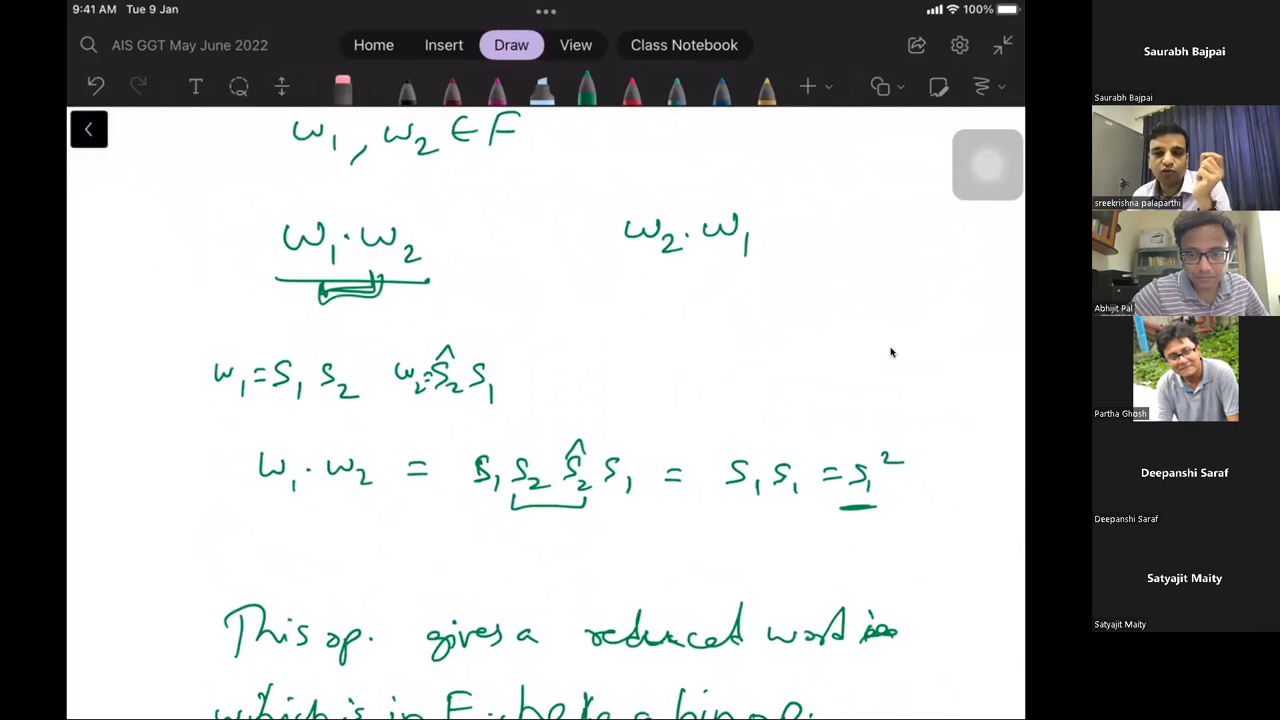 9:41 AM Tue 9 Jan
100%
AIS GGT May June 2022
Home Insert Draw View Class Notebook
w₁, w₂ ∈ F
w₁·w₂ w₂·w₁
w₁=s₁ s₂ w₂=ŝ₂ s₁
w₁·w₂ = s₁ s₂ ŝ₂ s₁ = s₁ s₁ = s₁²
This op. gives a reduced word
which is in F.
Saurabh Bajpai
Saurabh Bajpai
sreekrishna palaparthi
Abhijit Pal
Partha Ghosh
Deepanshi Saraf
Deepanshi Saraf
Satyajit Maity
Satyajit Maity